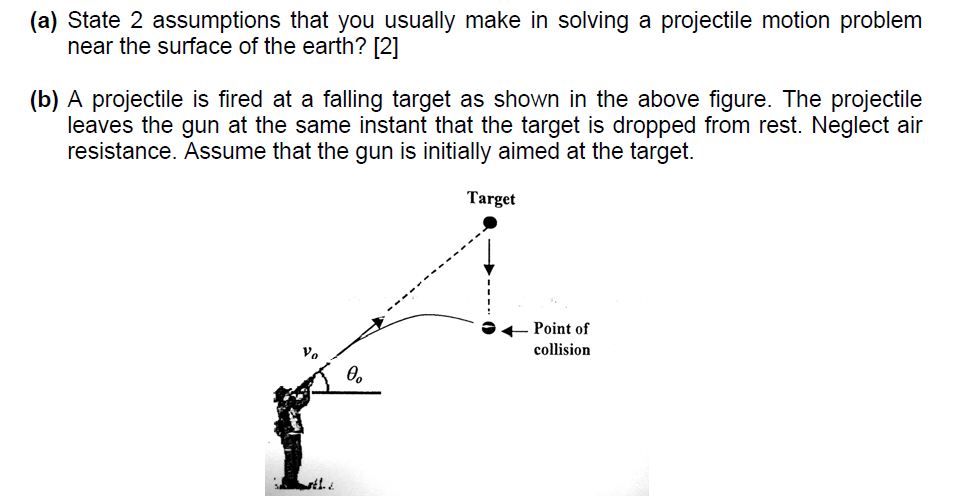 (a) State 2 assumptions that you usually make in solving a projectile motion problem
near the surface of the earth? [2]
(b) A projectile is fired at a falling target as shown in the above figure. The projectile
leaves the gun at the same instant that the target is dropped from rest. Neglect air
resistance. Assume that the gun is initially aimed at the target.
Target
Point of
collision
vₒ
θₒ